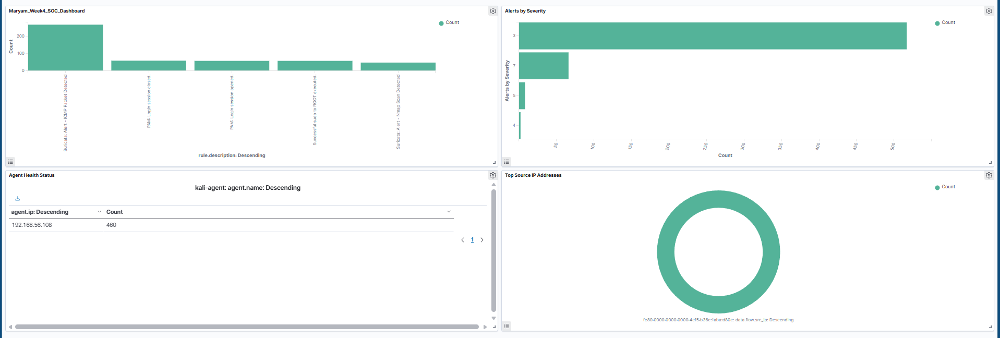 Maryam_Week4_SOC_Dashboard
Count
Count
200
100
0
Suricata: Alert - ICMP Packet Detected
PAM: Login session closed.
PAM: Login session opened.
Successful sudo to ROOT executed.
Suricata: Alert - Nmap Scan Detected
rule.description: Descending
Alerts by Severity
Count
Alerts by Severity
3
7
5
4
50
100
150
200
250
300
350
400
450
500
Count
Agent Health Status
kali-agent: agent.name: Descending
agent.ip: Descending Count
192.168.56.108 460
1
Top Source IP Addresses
Count
fe80:0000:0000:0000:4cf5:b36e:1aba:d80e: data.flow.src_ip: Descending